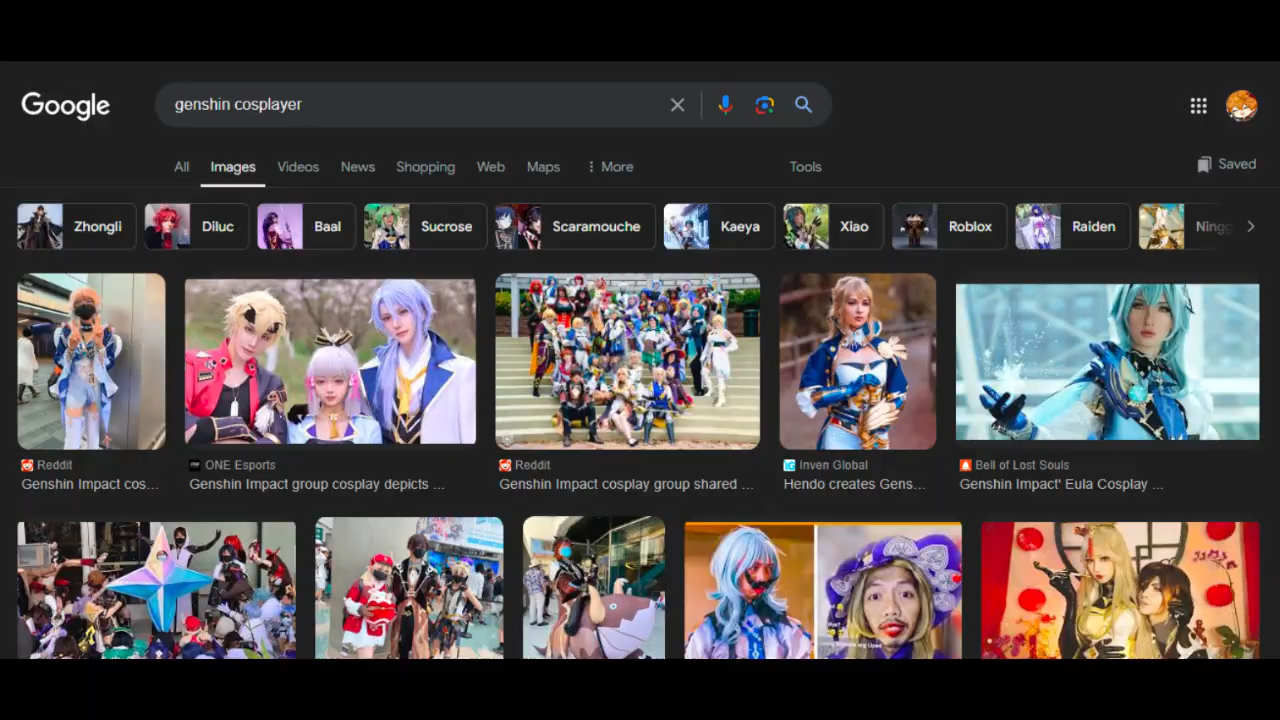 Google
genshin cosplayer
All Images Videos News Shopping Web Maps More Tools Saved
Zhongli Diluc Baal Sucrose Scaramouche Kaeya Xiao Roblox Raiden
Reddit
Genshin Impact cos...
ONE Esports
Genshin Impact group cosplay depicts ...
Reddit
Genshin Impact cosplay group shared ...
Inven Global
Hendo creates Gens...
Bell of Lost Souls
Genshin Impact' Eula Cosplay ...